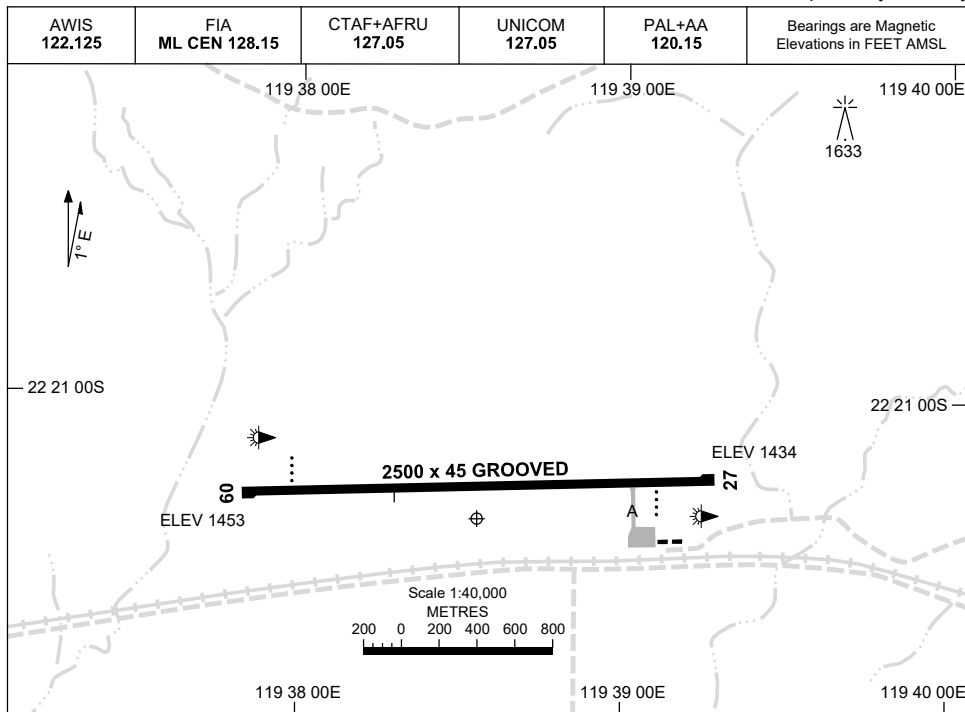 AWIS
122.125
FIA
ML CEN 128.15
CTAF+AFRU
127.05
UNICOM
127.05
PAL+AA
120.15
Bearings are Magnetic
Elevations in FEET AMSL
119 38 00E
119 39 00E
119 40 00E
1633
1° E
22 21 00S
22 21 00S
ELEV 1434
2500 x 45 GROOVED
09
27
ELEV 1453
A
Scale 1:40,000
METRES
200 0 200 400 600 800
119 38 00E
119 39 00E
119 40 00E